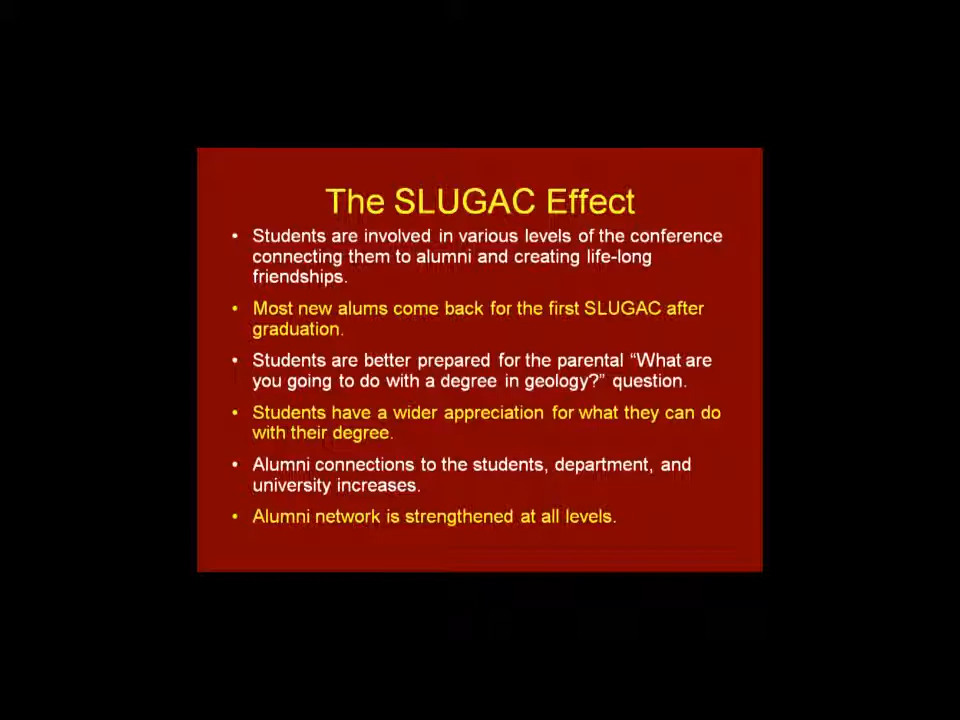 The SLUGAC Effect
• Students are involved in various levels of the conference
connecting them to alumni and creating life-long
friendships.
• Most new alums come back for the first SLUGAC after
graduation.
• Students are better prepared for the parental “What are
you going to do with a degree in geology?” question.
• Students have a wider appreciation for what they can do
with their degree.
• Alumni connections to the students, department, and
university increases.
• Alumni network is strengthened at all levels.